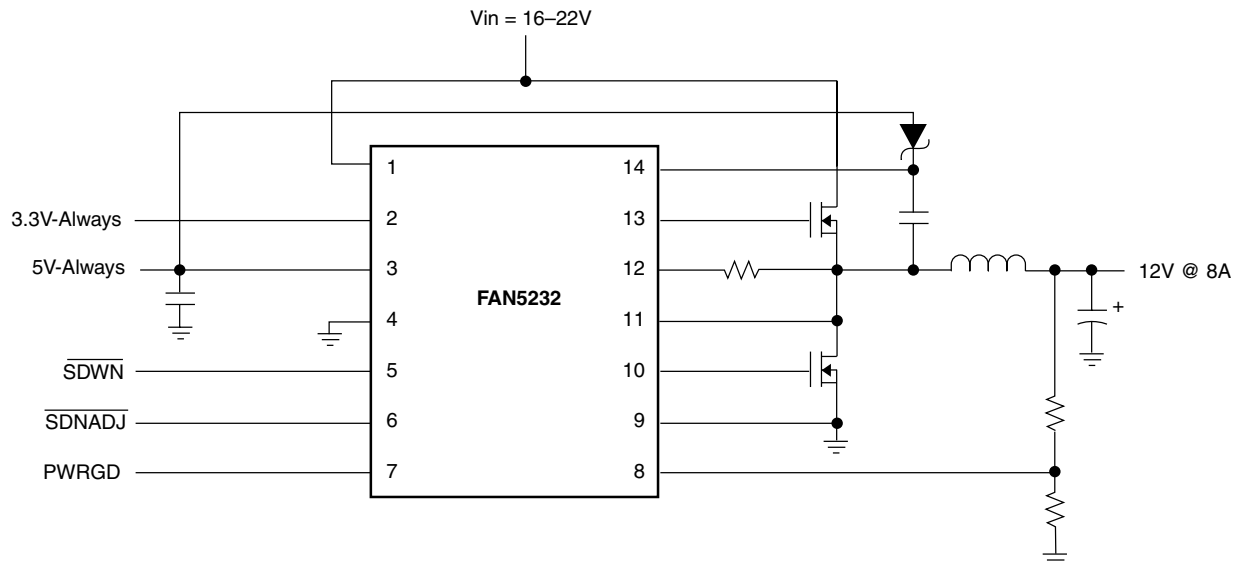 Vin = 16–22V
1
14
3.3V-Always
2
13
5V-Always
3
12
12V @ 8A
FAN5232
4
11
+
SDWN
5
10
SDNADJ
6
9
PWRGD
7
8